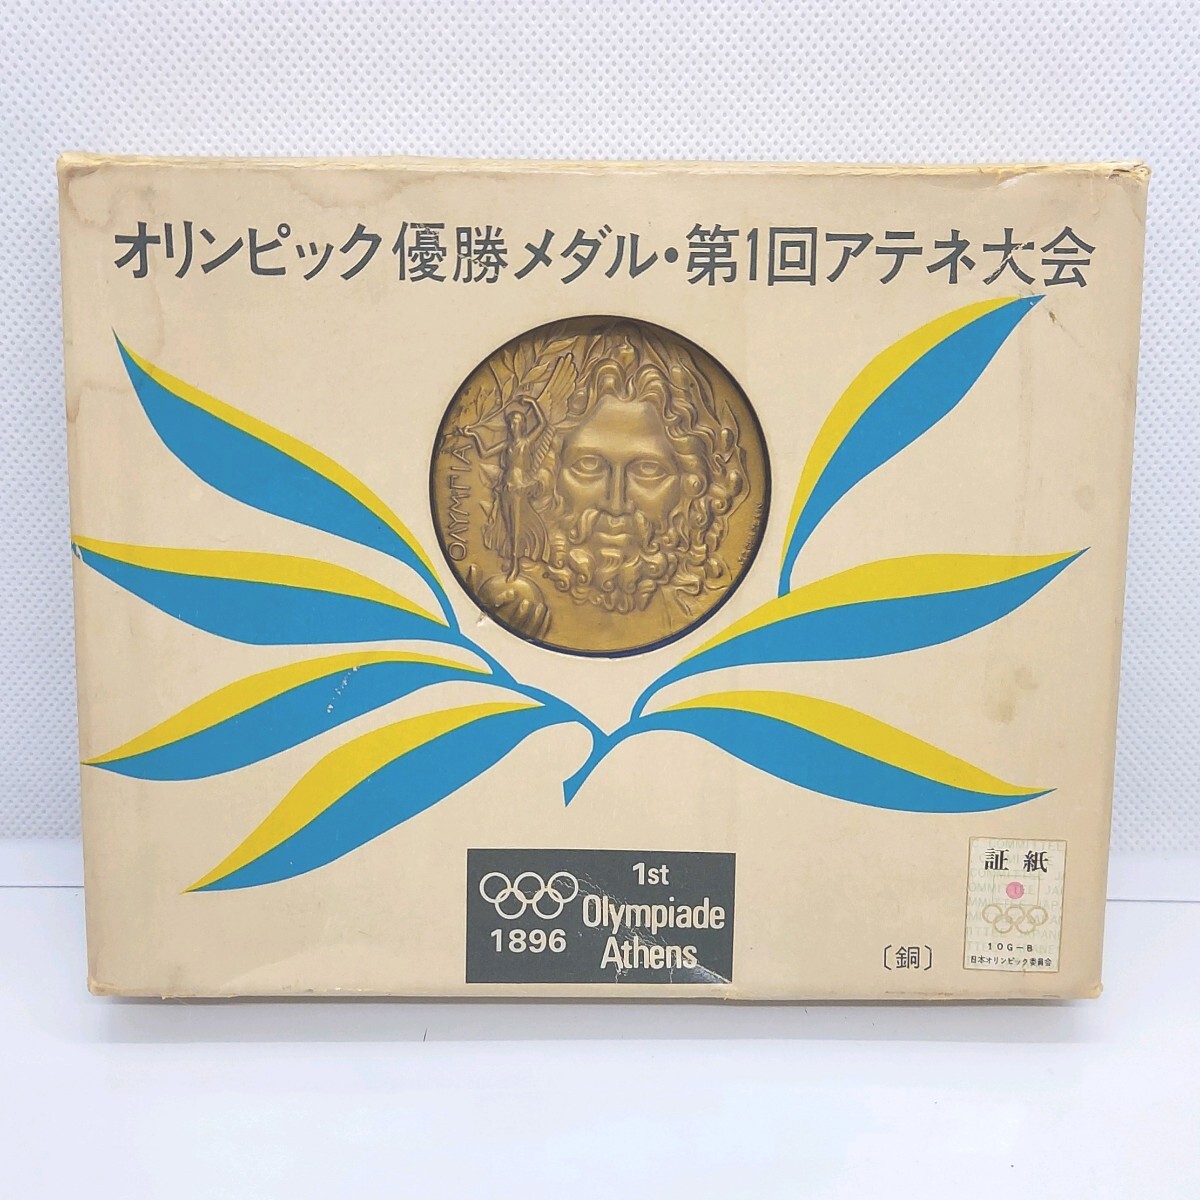 オリンピック優勝メダル・第1回アテネ大会
ΟΛΥΜΓΙΑ
1896
1st
Olympiade
Athens
〔銅〕
証紙
10G-B
日本オリンピック委員会